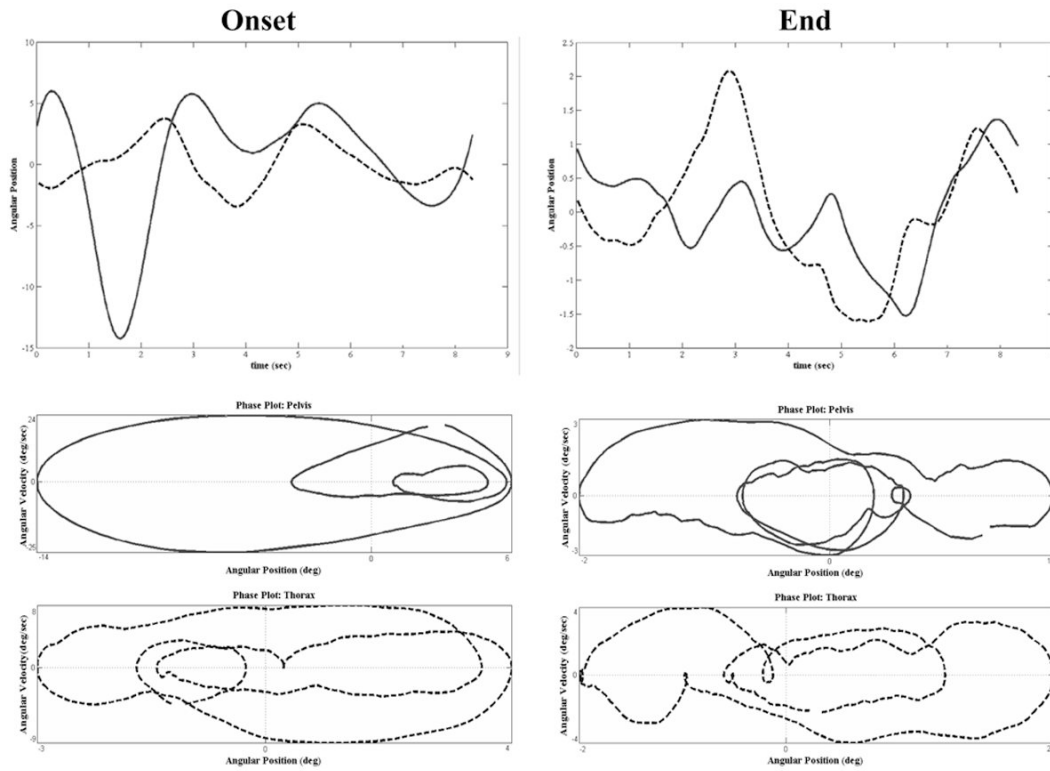 Onset
End
10
5
0
-5
-10
-15
Angular Position
0 1 2 3 4 5 6 7 8 9
time (sec)
2.5
2
1.5
1
0.5
0
-0.5
-1
-1.5
-2
Angular Position
0 1 2 3 4 5 6 7 8
time (sec)
Phase Plot: Pelvis
24
0
-26
Angular Velocity (deg/sec)
-14 0 6
Angular Position (deg)
Phase Plot: Pelvis
3
0
-3
Angular Velocity (deg/sec)
-2 0 1
Angular Position (deg)
Phase Plot: Thorax
8
0
-9
Angular Velocity(deg/sec)
-3 0 4
Angular Position (deg)
Phase Plot: Thorax
4
0
-4
Angular Velocity (deg/sec)
-2 0 2
Angular Position (deg)